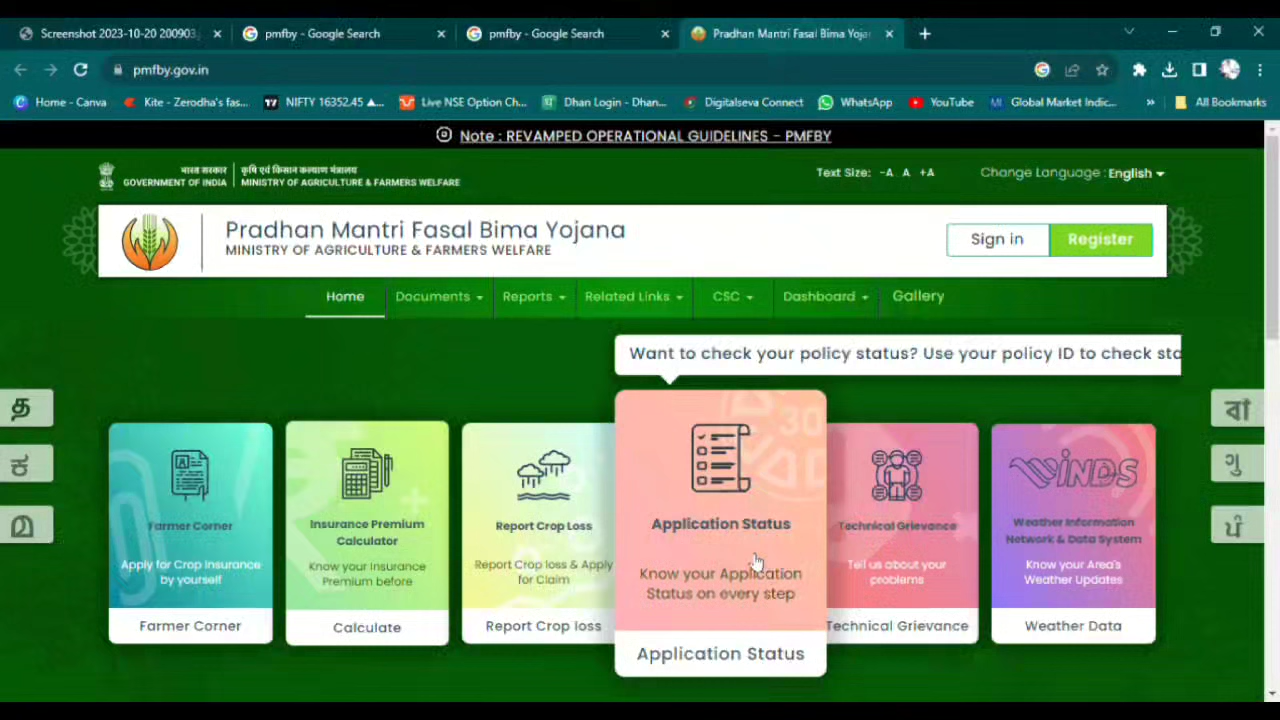 Screenshot 2023-10-20 200903.
pmfby - Google Search
pmfby - Google Search
Pradhan Mantri Fasal Bima Yoja
pmfby.gov.in
Home - Canva
Kite - Zerodha's fas...
NIFTY 16352.45 ▲...
Live NSE Option Ch...
Dhan Login - Dhan...
Digitalseva Connect
WhatsApp
YouTube
Global Market Indic...
»
All Bookmarks
Note : REVAMPED OPERATIONAL GUIDELINES - PMFBY
भारत सरकार
GOVERNMENT OF INDIA
कृषि एवं किसान कल्याण मंत्रालय
MINISTRY OF AGRICULTURE & FARMERS WELFARE
Text Size: -A A +A
Change Language : English
Pradhan Mantri Fasal Bima Yojana
MINISTRY OF AGRICULTURE & FARMERS WELFARE
Sign in
Register
Home
Documents
Reports
Related Links
CSC
Dashboard
Gallery
Want to check your policy status? Use your policy ID to check sta
த
ಕ
മ
বা
ગુ
ਪੰ
Farmer Corner
Apply for Crop Insurance
by yourself
Farmer Corner
Insurance Premium
Calculator
Know your Insurance
Premium before
Calculate
Report Crop Loss
Report Crop loss & Apply
for Claim
Report Crop loss
30
Application Status
Know your Application
Status on every step
Application Status
Technical Grievance
Tell us about your
problems
Technical Grievance
WINDS
Weather Information
Network & Data System
Know your Area's
Weather Updates
Weather Data